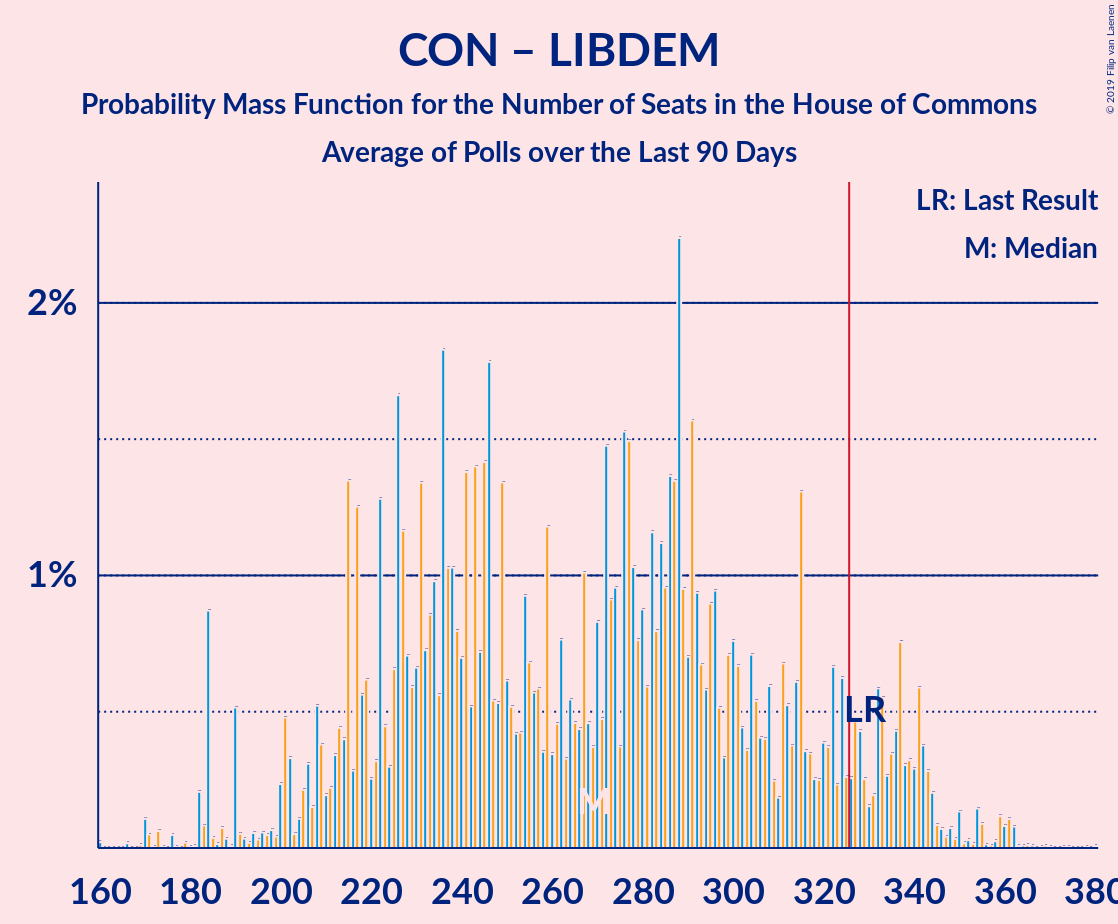 CON – LIBDEM
Probability Mass Function for the Number of Seats in the House of Commons
Average of Polls over the Last 90 Days
© 2019 Filip van Laenen
LR: Last Result
M: Median
2%
1%
LR
M
160 180 200 220 240 260 280 300 320 340 360 380